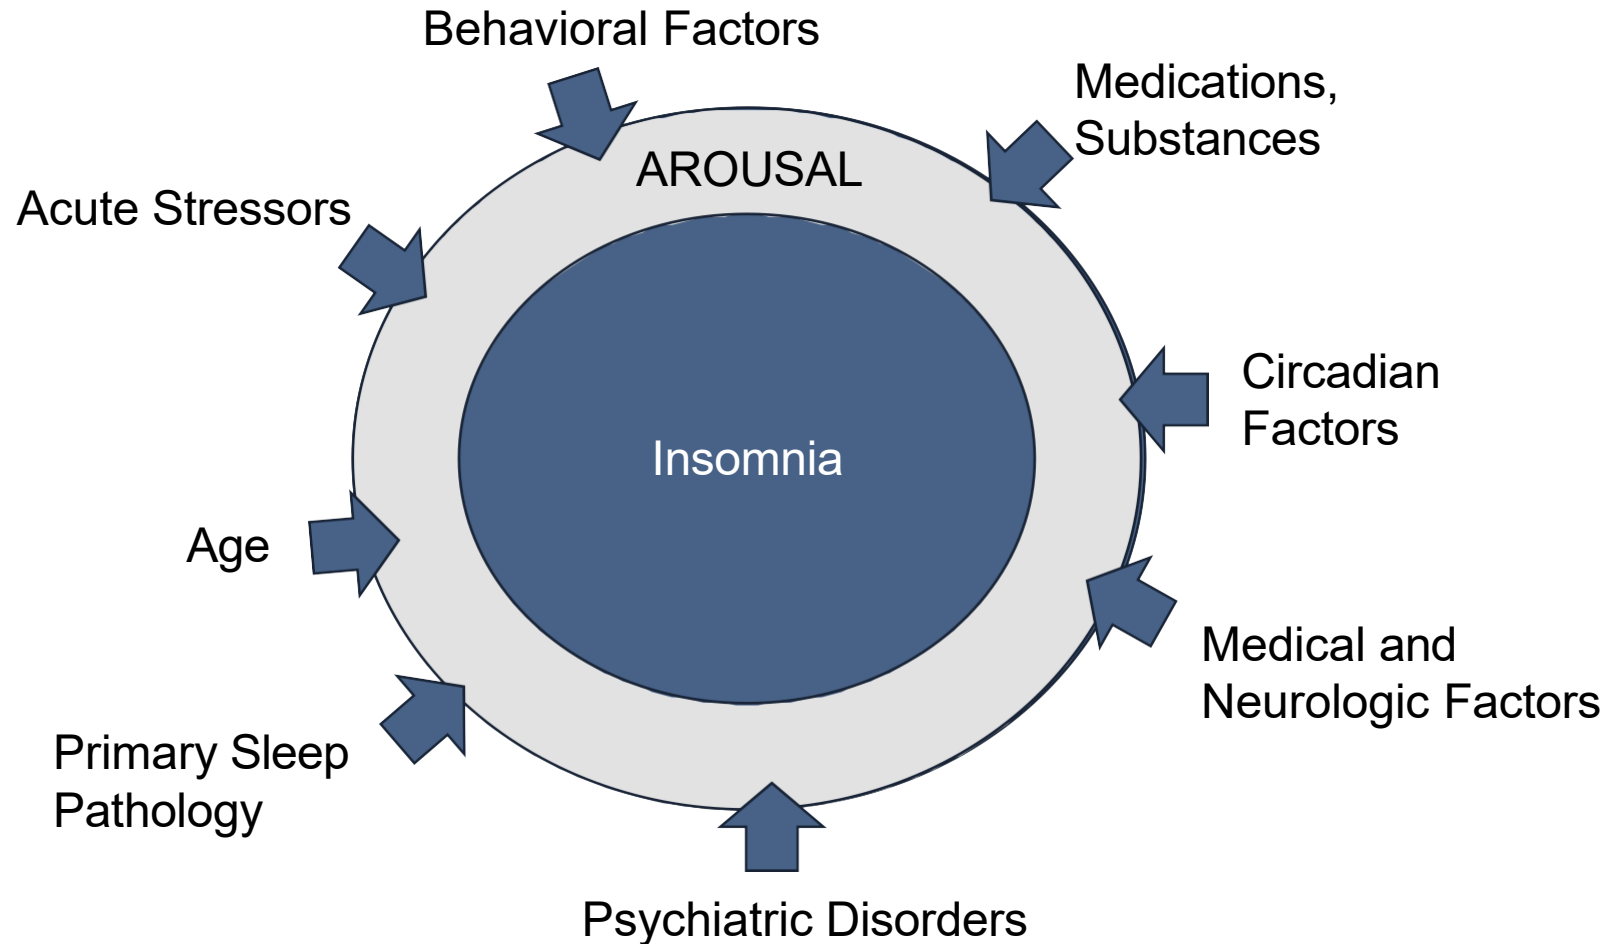 Behavioral Factors
Medications,
Substances
AROUSAL
Acute Stressors
Circadian
Factors
Insomnia
Age
Medical and
Neurologic Factors
Primary Sleep
Pathology
Psychiatric Disorders